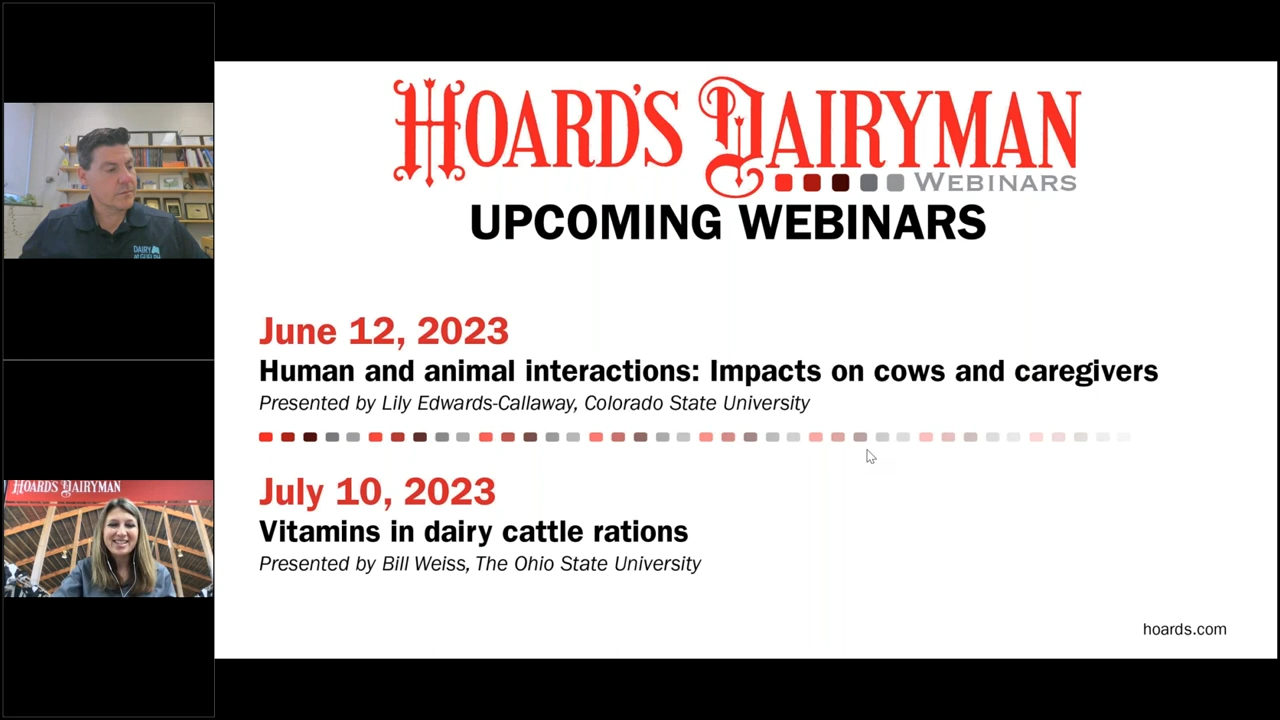 HOARD'S DAIRYMAN
WEBINARS
UPCOMING WEBINARS
June 12, 2023
Human and animal interactions: Impacts on cows and caregivers
Presented by Lily Edwards-Callaway, Colorado State University
July 10, 2023
Vitamins in dairy cattle rations
Presented by Bill Weiss, The Ohio State University
hoards.com
DAIRY
HOARD'S DAIRYMAN